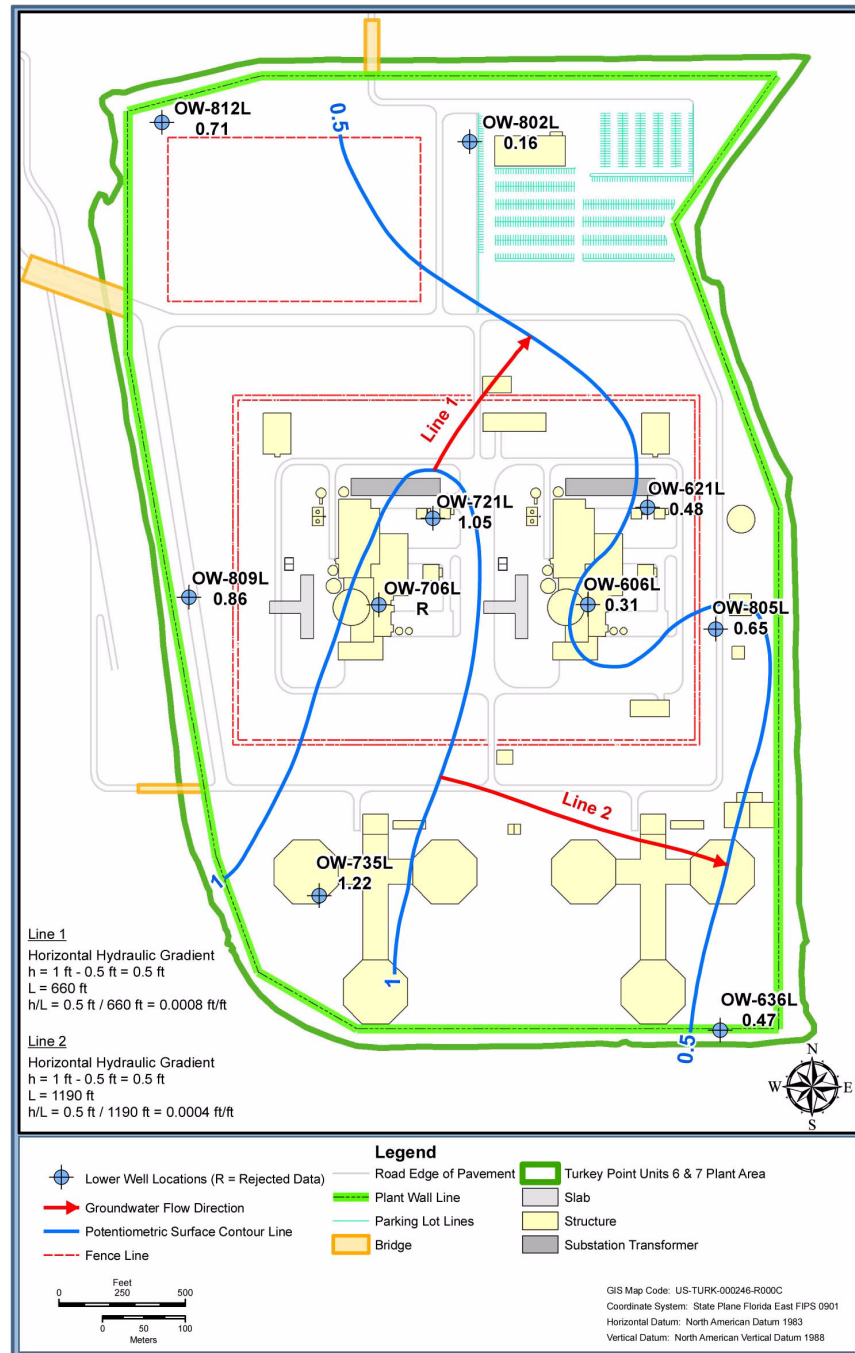 OW-812L
0.71
0.5
OW-802L
0.16
Line 1
OW-721L
1.05
OW-621L
0.48
OW-809L
0.86
OW-706L
R
OW-606L
0.31
OW-805L
0.65
Line 2
OW-735L
1.22
1
1
OW-636L
0.47
0.5
Line 1
Horizontal Hydraulic Gradient
h = 1 ft - 0.5 ft = 0.5 ft
L = 660 ft
h/L = 0.5 ft / 660 ft = 0.0008 ft/ft
Line 2
Horizontal Hydraulic Gradient
h = 1 ft - 0.5 ft = 0.5 ft
L = 1190 ft
h/L = 0.5 ft / 1190 ft = 0.0004 ft/ft
N
W E
S
Legend
Lower Well Locations (R = Rejected Data)
Groundwater Flow Direction
Potentiometric Surface Contour Line
Fence Line
Road Edge of Pavement
Plant Wall Line
Parking Lot Lines
Bridge
Turkey Point Units 6 & 7 Plant Area
Slab
Structure
Substation Transformer
Feet
0 250 500
0 50 100
Meters
GIS Map Code: US-TURK-000246-R000C
Coordinate System: State Plane Florida East FIPS 0901
Horizontal Datum: North American Datum 1983
Vertical Datum: North American Vertical Datum 1988